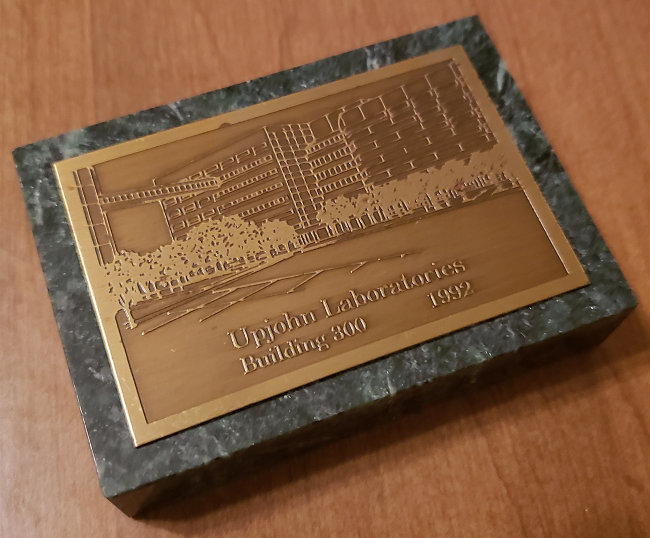 Upjohn Laboratories
Building 300 1992